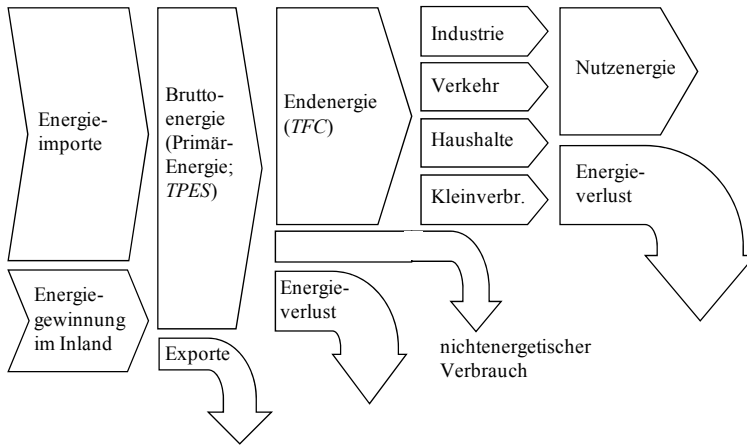 Energie-
importe
Energie-
gewinnung
im Inland
Brutto-
energie
(Primär-
Energie;
TPES)
Exporte
Endenergie
(TFC)
Energie-
verlust
nichtenergetischer
Verbrauch
Industrie
Verkehr
Haushalte
Kleinverbr.
Nutzenergie
Energie-
verlust